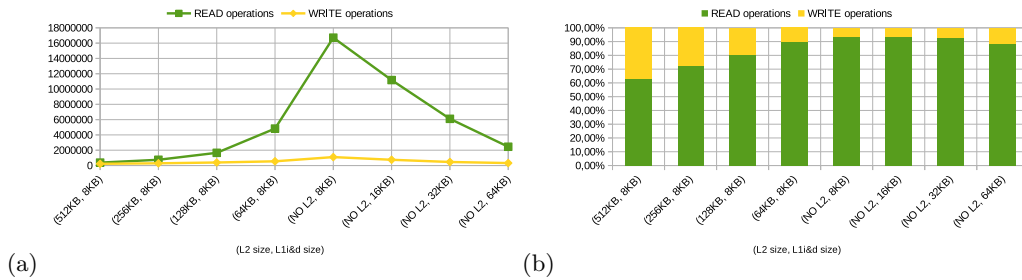 READ operations WRITE operations
18000000
16000000
14000000
12000000
10000000
8000000
6000000
4000000
2000000
0
(512KB, 8KB)
(256KB, 8KB)
(128KB, 8KB)
(64KB, 8KB)
(NO L2, 8KB)
(NO L2, 16KB)
(NO L2, 32KB)
(NO L2, 64KB)
(L2 size, L1i&d size)
(a)
READ operations WRITE operations
100,00%
90,00%
80,00%
70,00%
60,00%
50,00%
40,00%
30,00%
20,00%
10,00%
0,00%
(512KB, 8KB)
(256KB, 8KB)
(128KB, 8KB)
(64KB, 8KB)
(NO L2, 8KB)
(NO L2, 16KB)
(NO L2, 32KB)
(NO L2, 64KB)
(L2 size, L1i&d size)
(b)